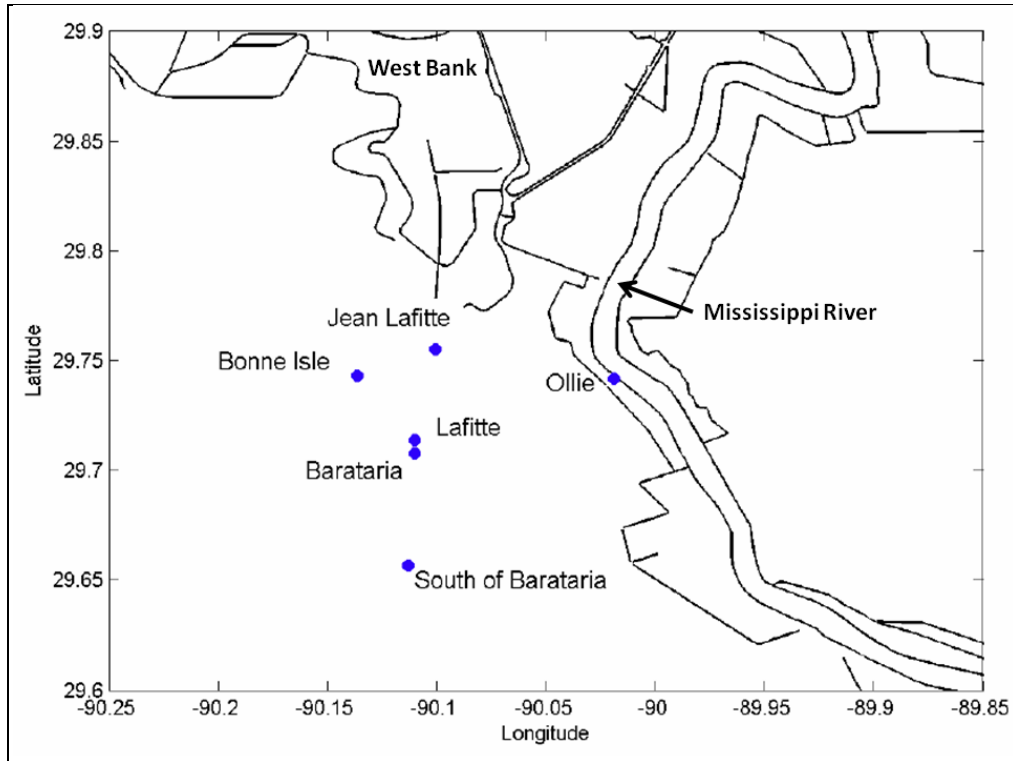 29.9
West Bank
29.85
29.8
Jean Lafitte
Mississippi River
29.75
Bonne Isle
Ollie
Latitude
Lafitte
29.7
Barataria
29.65
South of Barataria
29.6
-90.25 -90.2 -90.15 -90.1 -90.05 -90 -89.95 -89.9 -89.85
Longitude